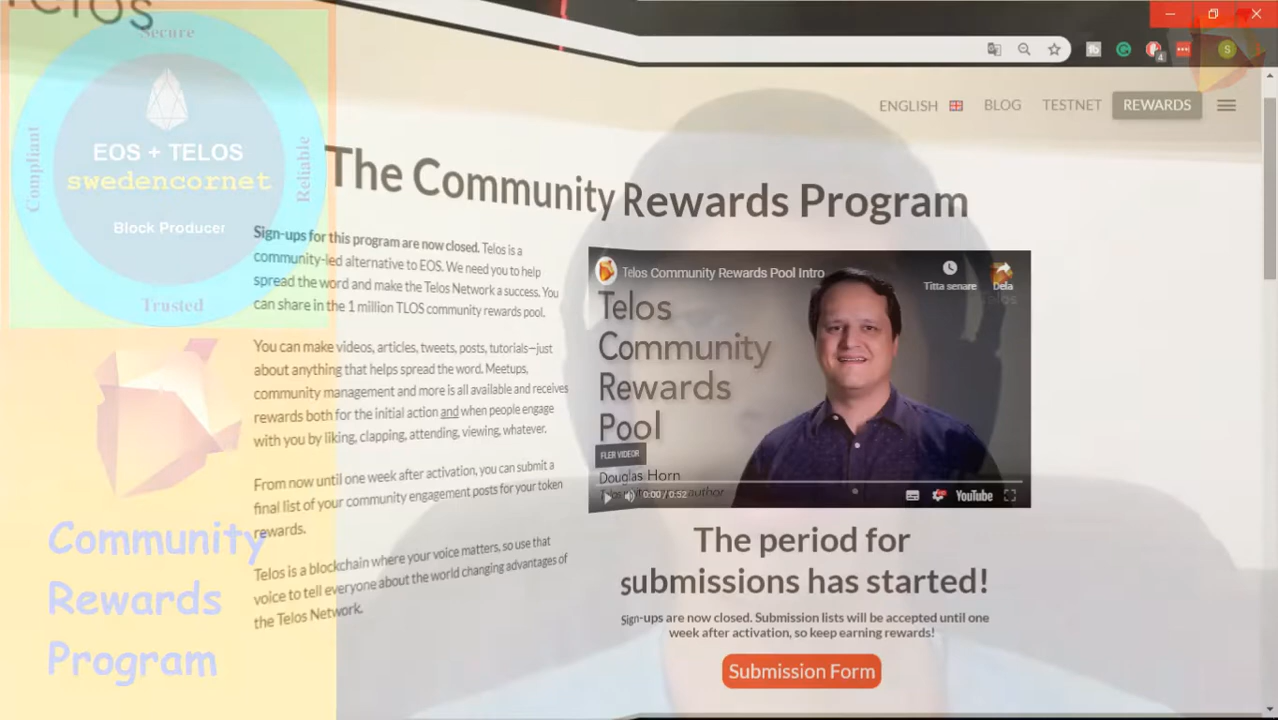 Telos
Secure
Compliant
Reliable
EOS + TELOS
swedencornet
Block Producer
Trusted
Community
Rewards
Program
4
S
ENGLISH
BLOG
TESTNET
REWARDS
The Community Rewards Program
Sign-ups for this program are now closed. Telos is a
community-led alternative to EOS. We need you to help
spread the word and make the Telos Network a success. You
can share in the 1 million TLOS community rewards pool.
You can make videos, articles, tweets, posts, tutorials—just
about anything that helps spread the word. Meetups,
community management and more is all available and receives
rewards both for the initial action and when people engage
with you by liking, clapping, attending, viewing, whatever.
From now until one week after activation, you can submit a
final list of your community engagement posts for your token
rewards.
Telos is a blockchain where your voice matters, so use that
voice to tell everyone about the world changing advantages of
the Telos Network.
Telos Community Rewards Pool Intro
Titta senare
Dela
Telos
Community
Rewards
Pool
FLER VIDEOR
Douglas Horn
author
0:00 / 0:52
YouTube
The period for
submissions has started!
Sign-ups are now closed. Submission lists will be accepted until one
week after activation, so keep earning rewards!
Submission Form